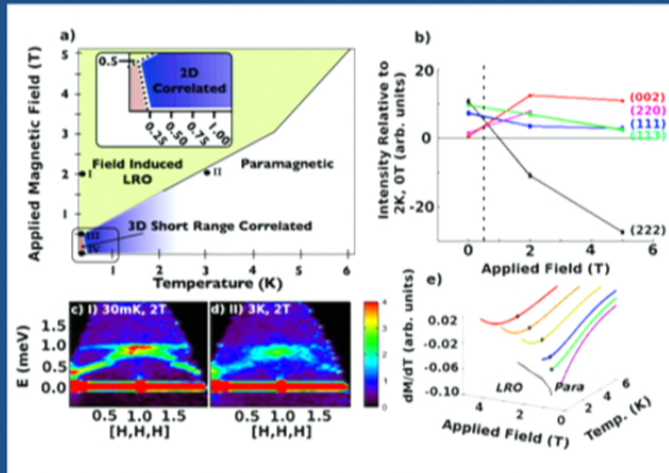 a)
Applied Magnetic Field (T)
5
4
3
2
1
0.5
2D
Correlated
0.25 0.50 0.75 1.00
Field Induced
LRO
Paramagnetic
I
II
3D Short Range Correlated
III
IV
1 2 3 4 5 6
Temperature (K)
b)
Intensity Relative to
2K, 0T (arb. units)
20
0
-20
(002)
(220)
(111)
(113)
(222)
0 2 4 6
Applied Field (T)
c) I) 30mK, 2T
d) II) 3K, 2T
E (meV)
1.5
1.0
0.5
0.0
0.5 1.0 1.5
[H,H,H]
0.5 1.0 1.5
[H,H,H]
4
3
2
1
0
e)
dM/dT (arb. units)
0.02
-0.02
-0.06
-0.10
LRO
Para
4 2 0
Applied Field (T)
0 2 4 6
Temp. (K)